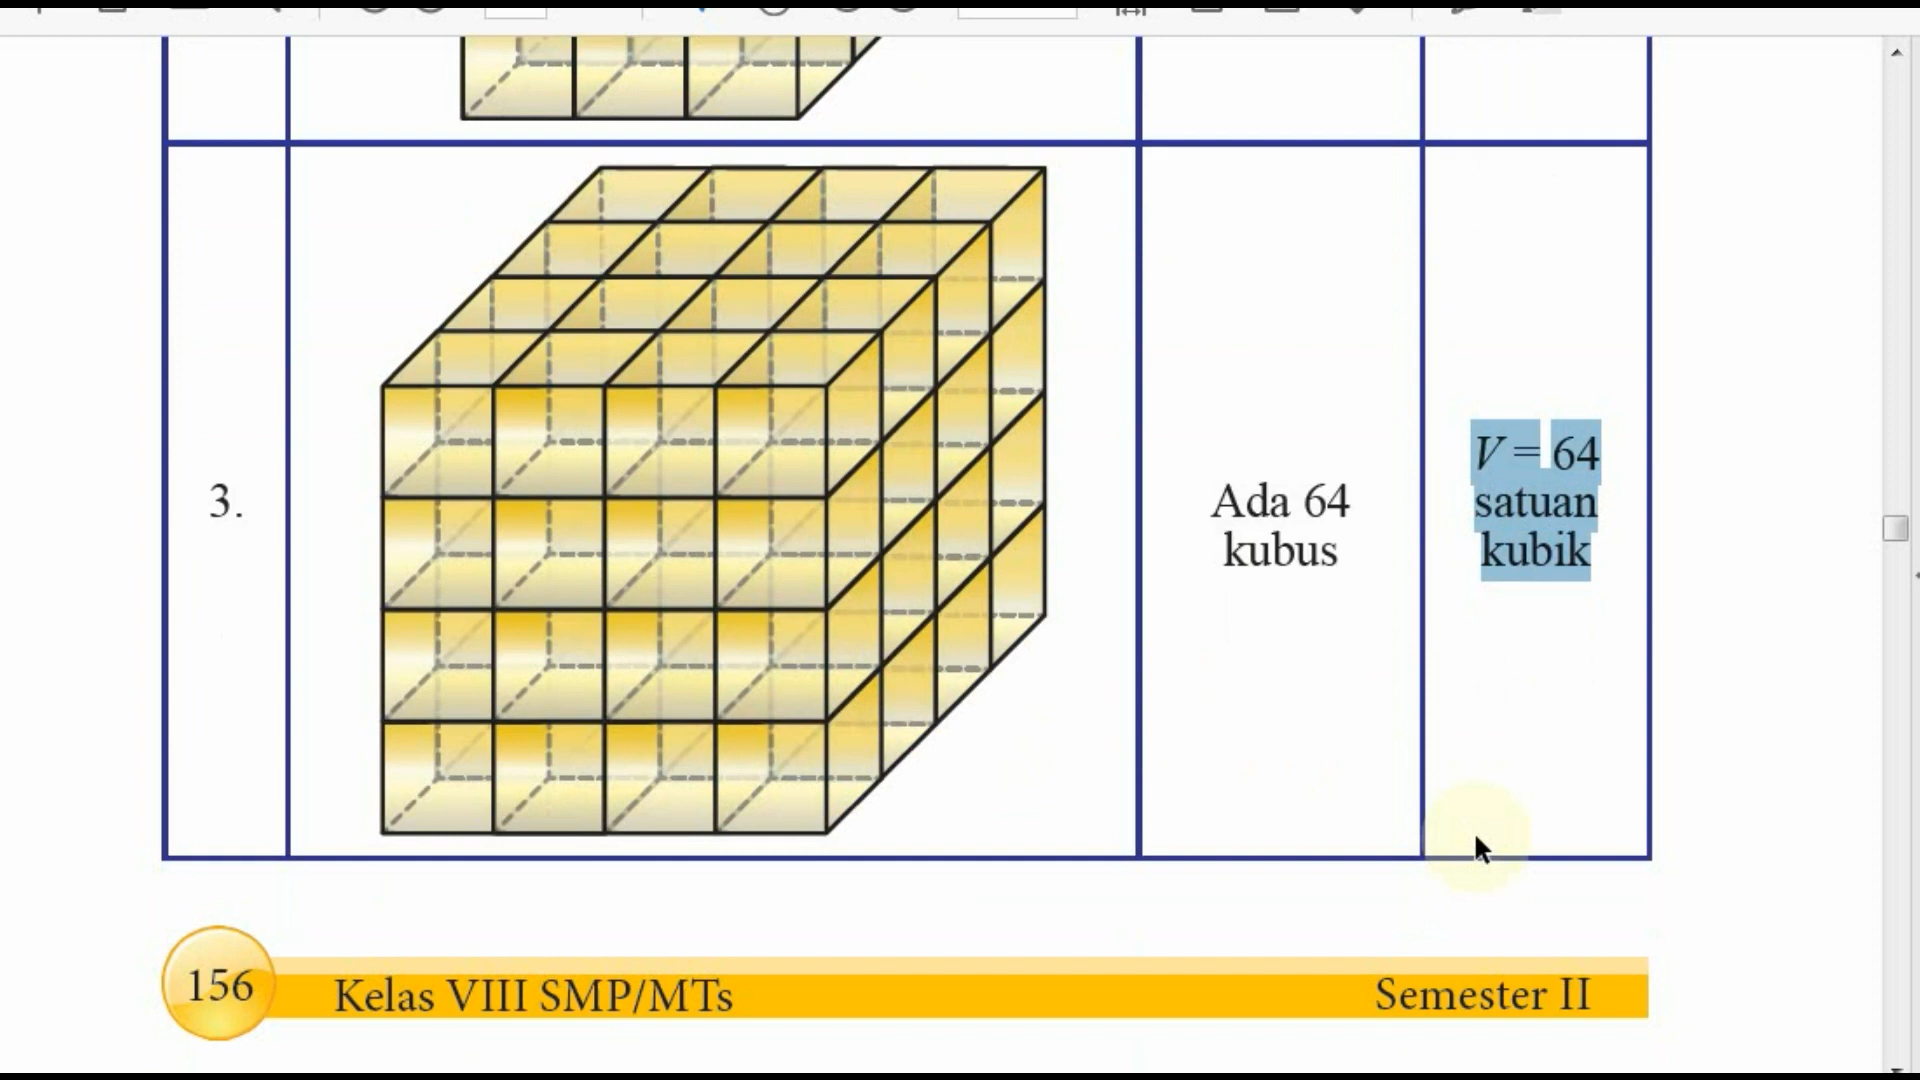 3.
Ada 64
kubus
V = 64
satuan
kubik
156
Kelas VIII SMP/MTs
Semester II